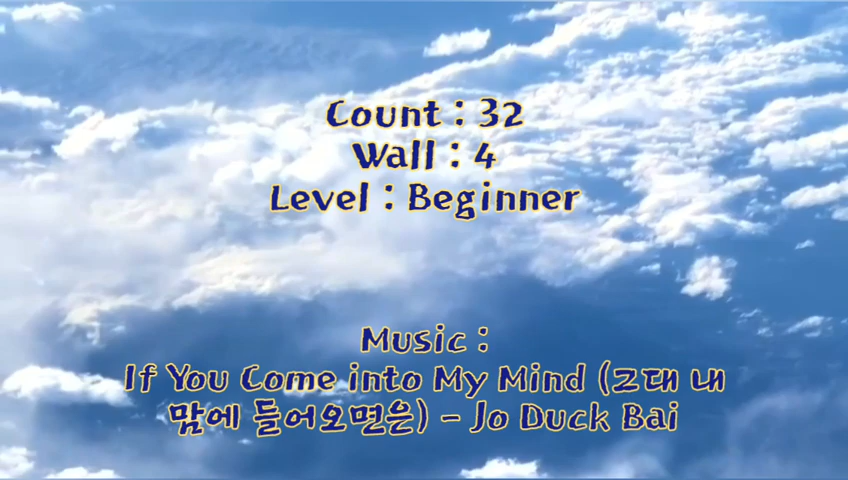 Count : 32
Wall : 4
Level : Beginner
Music :
If You Come into My Mind (그대 내
맘에 들어오면은) - Jo Duck Bai